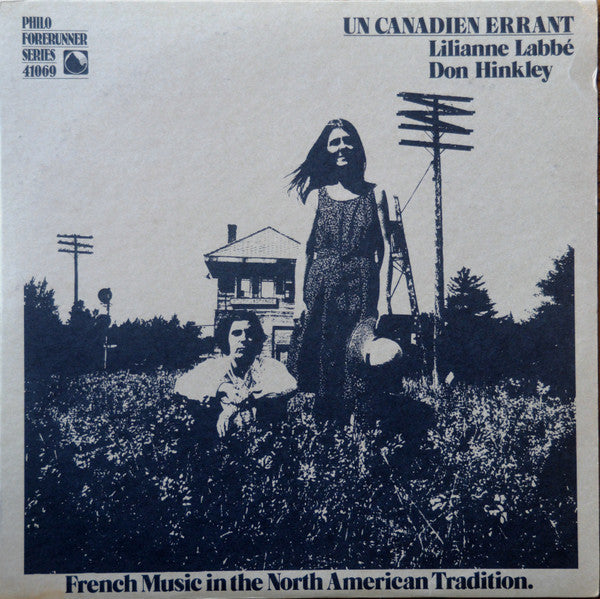 PHILO
FORERUNNER
SERIES
41069
UN CANADIEN ERRANT
Lilianne Labbé
Don Hinkley
French Music in the North American Tradition.